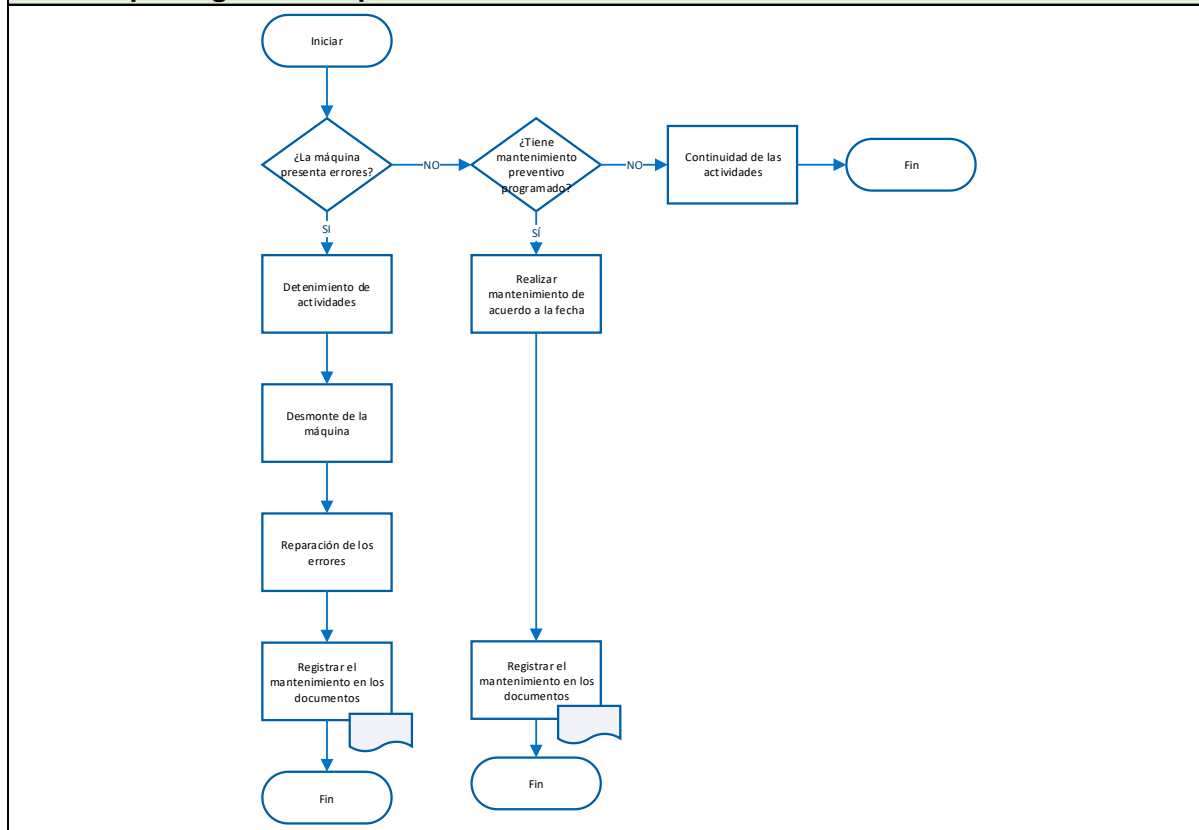 Iniciar
¿La máquina
presenta errores?
NO
¿Tiene
mantenimiento
preventivo
programado?
NO
Continuidad de las
actividades
Fin
SI
SÍ
Detenimiento de
actividades
Realizar
mantenimiento de
acuerdo a la fecha
Desmonte de la
máquina
Reparación de los
errores
Registrar el
mantenimiento en los
documentos
Registrar el
mantenimiento en los
documentos
Fin
Fin